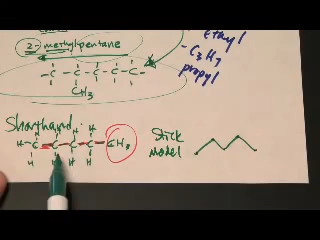 2-methylpentane
- C - C - C - C - C -
CH3
Ethyl
- C3H7
propyl
Shorthand:
H H
H - C - C - C - C - CH3
H H H H
Stick
model